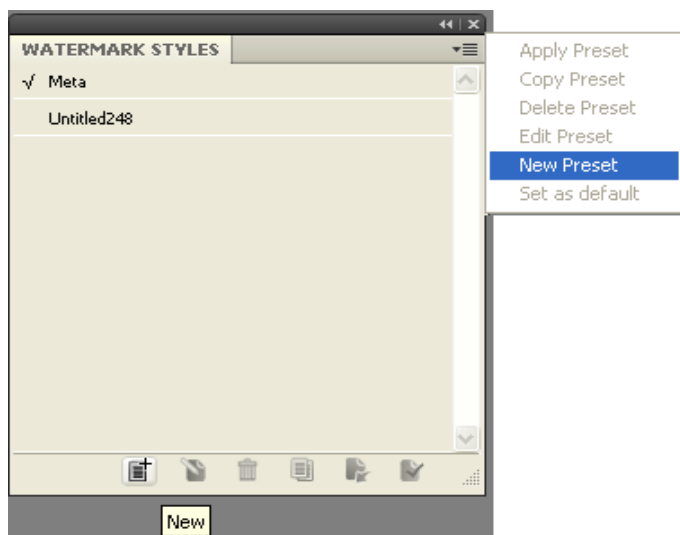 WATERMARK STYLES
√ Meta
Untitled248
Apply Preset
Copy Preset
Delete Preset
Edit Preset
New Preset
Set as default
New